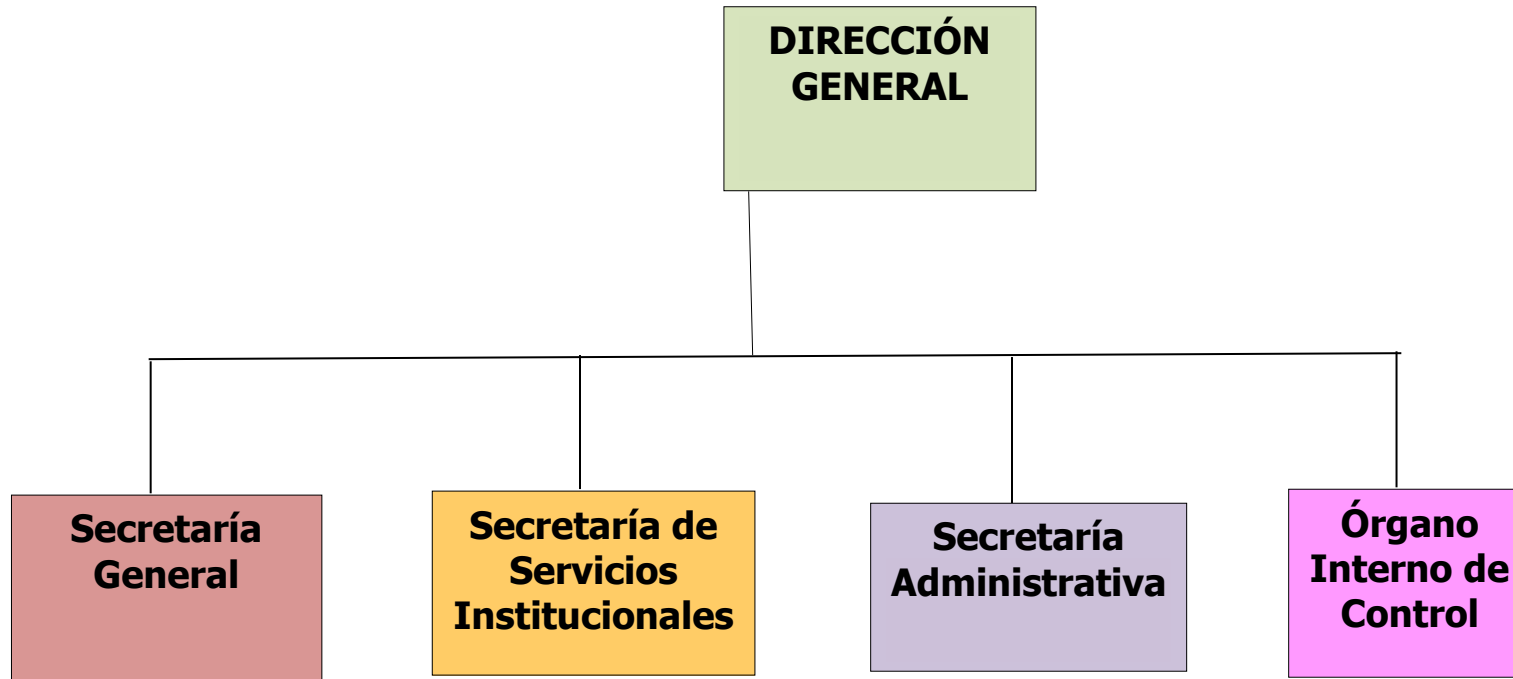 DIRECCIÓN
GENERAL
Secretaría
General
Secretaría de
Servicios
Institucionales
Secretaría
Administrativa
Órgano
Interno de
Control